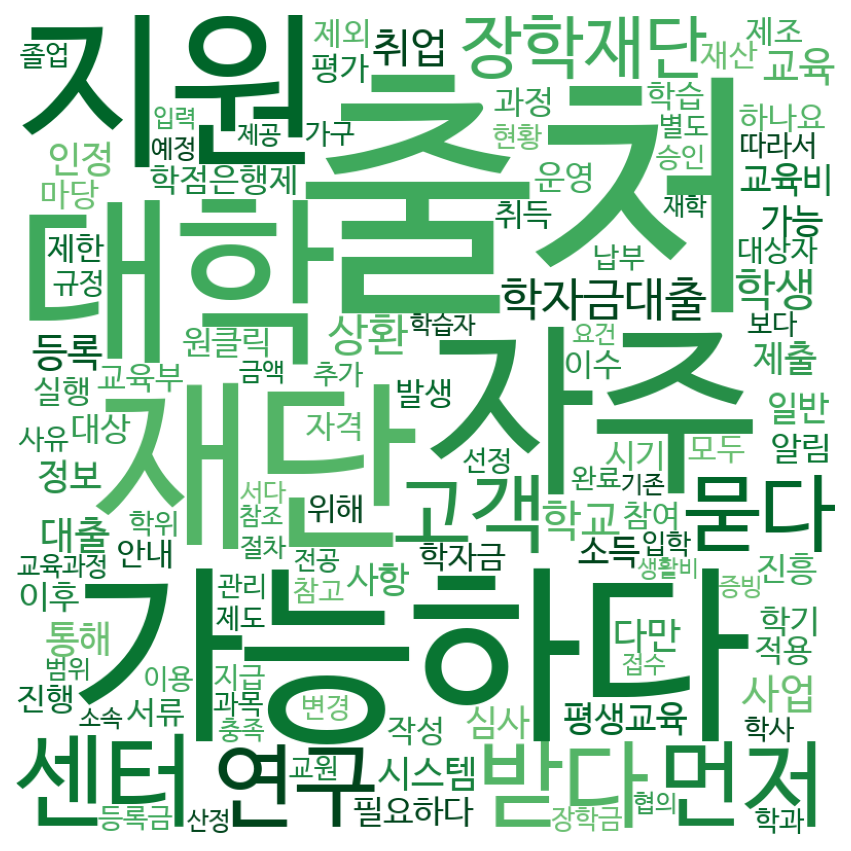 졸업
지원
제외
취업
장학재단
재산
제조
평가
교육
입력
제공
가구
출처
과정
학습
현황
별도
하나요
예정
승인
따라서
인정
학점은행제
운영
교육비
마당
대학
취득
재학
가능
제한
납부
대상자
규정
학자금대출
학생
등록
원클릭
상환
학습자
자주
요건
보다
교육부
금액
추가
이수
제출
실행
재단
발생
일반
사유
대상
자격
시기
모두
알림
정보
선정
고객
완료
기존
묻다
서다
위해
학교
참여
대출
학위
참조
안내
절차
전공
학자금
소득
입학
교육과정
생활비
진흥
이후
관리
참고
사항
증빙
가능하다
통해
제도
다만
학기
적용
범위
이용
지급
접수
진행
소속
서류
과목
변경
심사
평생교육
사업
충족
작성
학사
센터
연구
교원
시스템
받다
먼저
등록금
산정
필요하다
장학금
협의
학과